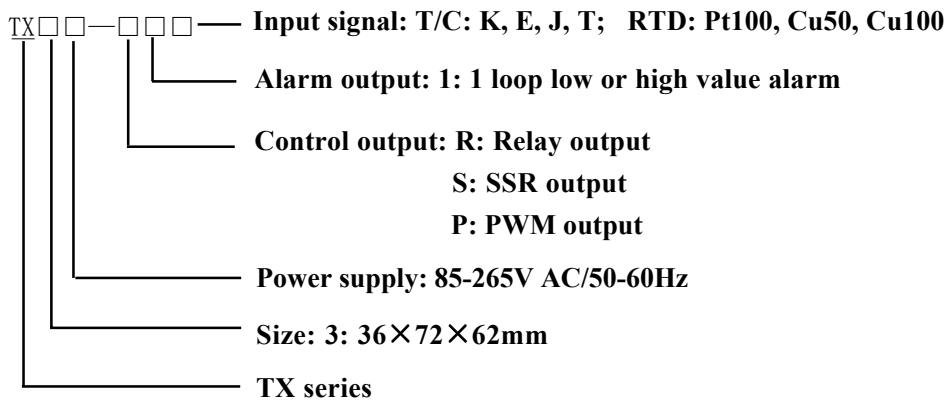 TX□□—□□□ Input signal: T/C: K, E, J, T; RTD: Pt100, Cu50, Cu100
Alarm output: 1: 1 loop low or high value alarm
Control output: R: Relay output
S: SSR output
P: PWM output
Power supply: 85-265V AC/50-60Hz
Size: 3: 36×72×62mm
TX series